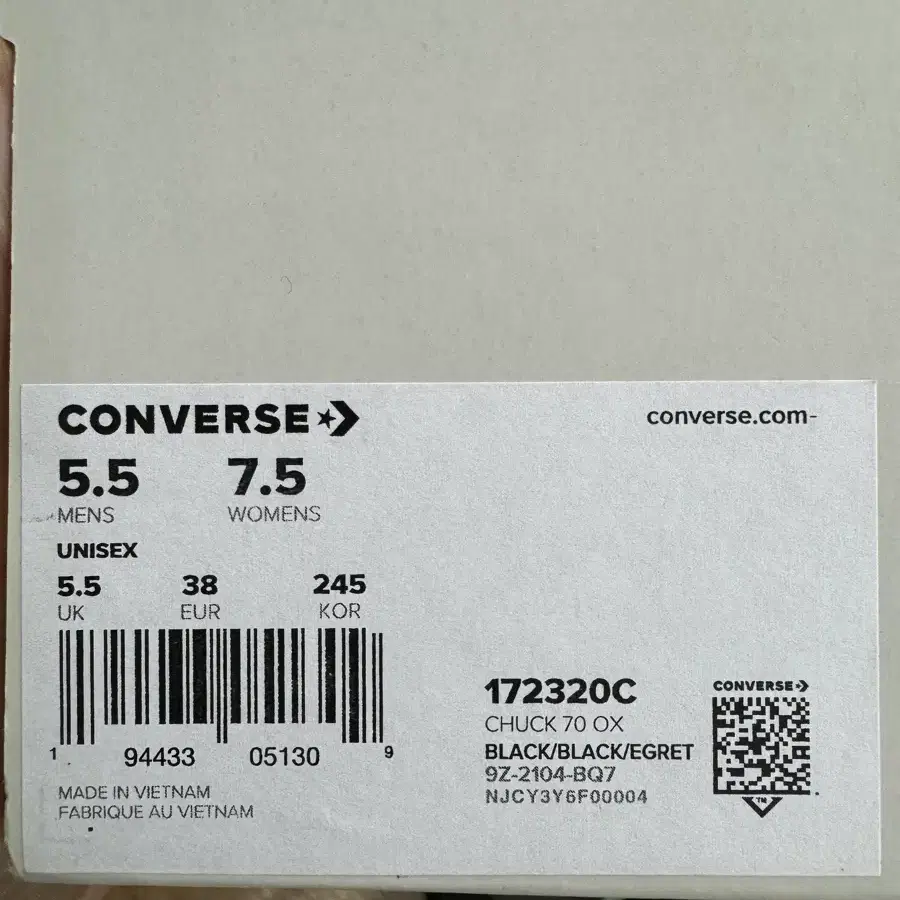 CONVERSE
converse.com-
5.5 7.5
MENS WOMENS
UNISEX
5.5 38 245
UK EUR KOR
1 94433 05130 9
MADE IN VIETNAM
FABRIQUE AU VIETNAM
172320C
CHUCK 70 OX
BLACK/BLACK/EGRET
9Z-2104-BQ7
NJCY3Y6F00004
CONVERSE
TM